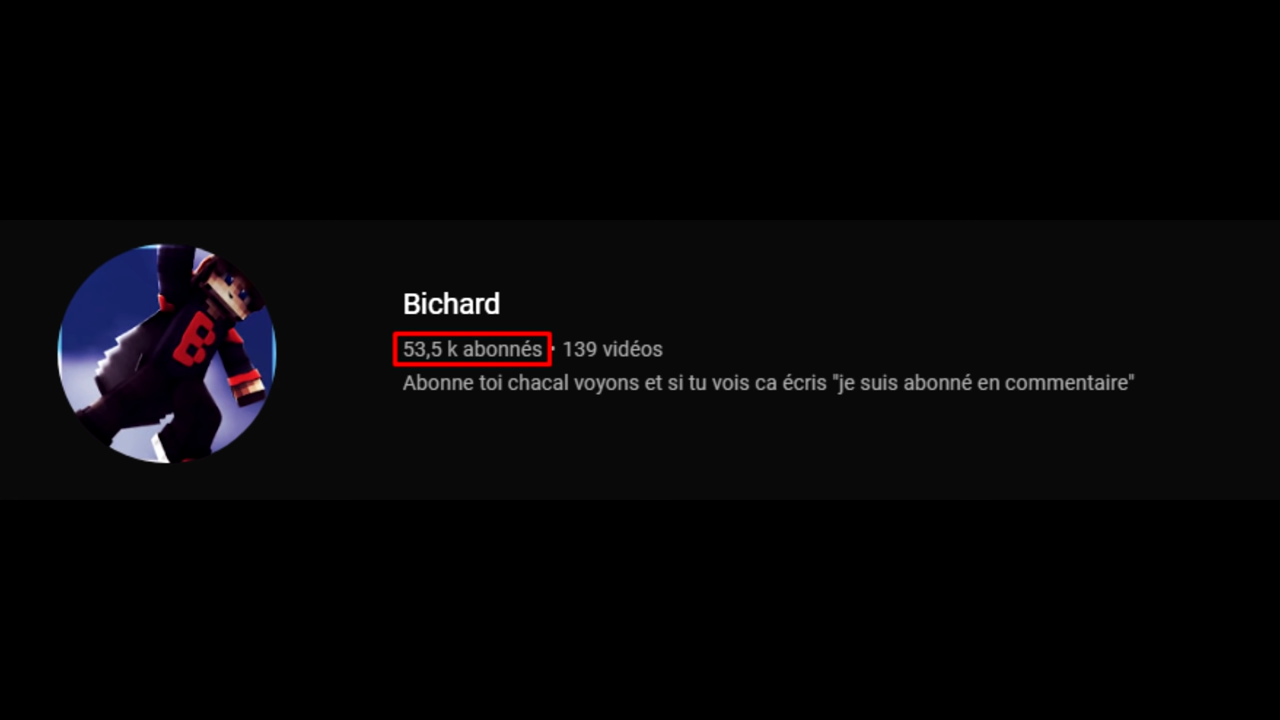 Bichard
53,5 k abonnés · 139 vidéos
Abonne toi chacal voyons et si tu vois ca écris "je suis abonné en commentaire"
B